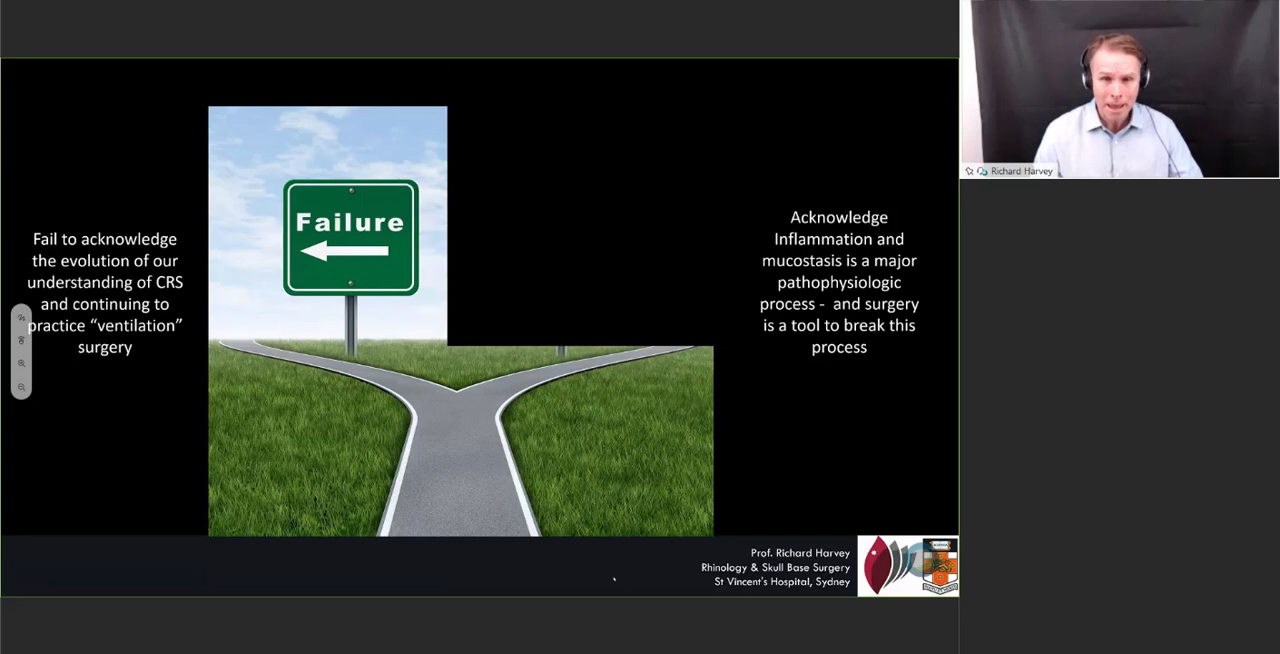 Richard Harvey
Failure
Fail to acknowledge
the evolution of our
understanding of CRS
and continuing to
practice “ventilation”
surgery
Acknowledge
Inflammation and
mucostasis is a major
pathophysiologic
process - and surgery
is a tool to break this
process
Prof. Richard Harvey
Rhinology & Skull Base Surgery
St Vincent's Hospital, Sydney